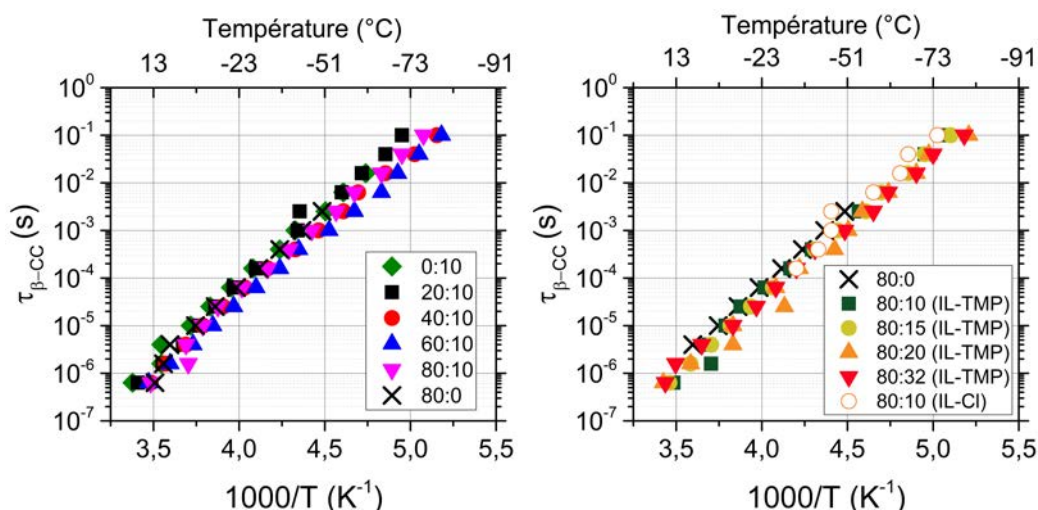 Température (°C)
13 -23 -51 -73 -91
10⁰
10⁻¹
10⁻²
10⁻³
10⁻⁴
10⁻⁵
10⁻⁶
10⁻⁷
τβ-CC (s)
0:10
20:10
40:10
60:10
80:10
80:0
3,5 4,0 4,5 5,0 5,5
1000/T (K⁻¹)
Température (°C)
13 -23 -51 -73 -91
10⁰
10⁻¹
10⁻²
10⁻³
10⁻⁴
10⁻⁵
10⁻⁶
10⁻⁷
τβ-CC (s)
80:0
80:10 (IL-TMP)
80:15 (IL-TMP)
80:20 (IL-TMP)
80:32 (IL-TMP)
80:10 (IL-Cl)
3,5 4,0 4,5 5,0 5,5
1000/T (K⁻¹)